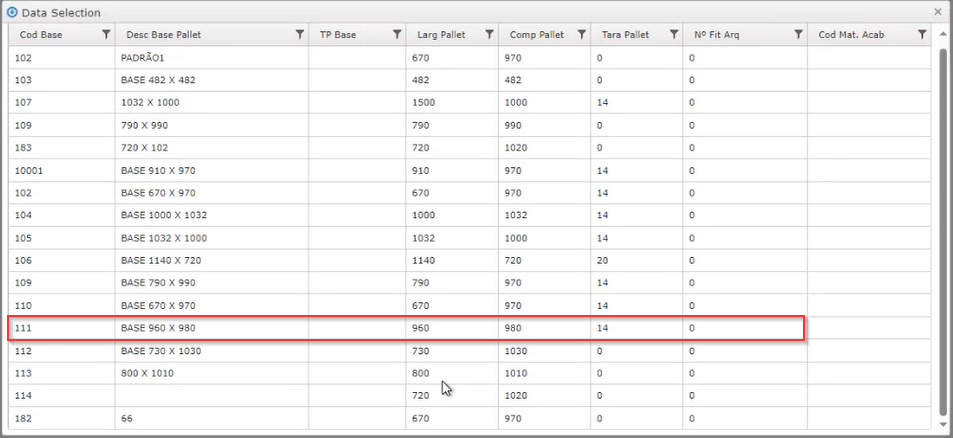 Data Selection
Cod Base Desc Base Pallet TP Base Larg Pallet Comp Pallet Tara Pallet Nº Fit Arq Cod Mat. Acab
102 PADRÃO1 670 970 0 0
103 BASE 482 X 482 482 482 0 0
107 1032 X 1000 1500 1000 14 0
109 790 X 990 790 990 0 0
183 720 X 102 720 1020 0 0
10001 BASE 910 X 970 910 970 14 0
102 BASE 670 X 970 670 970 14 0
104 BASE 1000 X 1032 1000 1032 14 0
105 BASE 1032 X 1000 1032 1000 14 0
106 BASE 1140 X 720 1140 720 20 0
109 BASE 790 X 990 790 970 14 0
110 BASE 670 X 970 670 970 14 0
111 BASE 960 X 980 960 980 14 0
112 BASE 730 X 1030 730 1030 0 0
113 800 X 1010 800 1010 0 0
114 720 1020 0 0
182 66 670 970 0 0